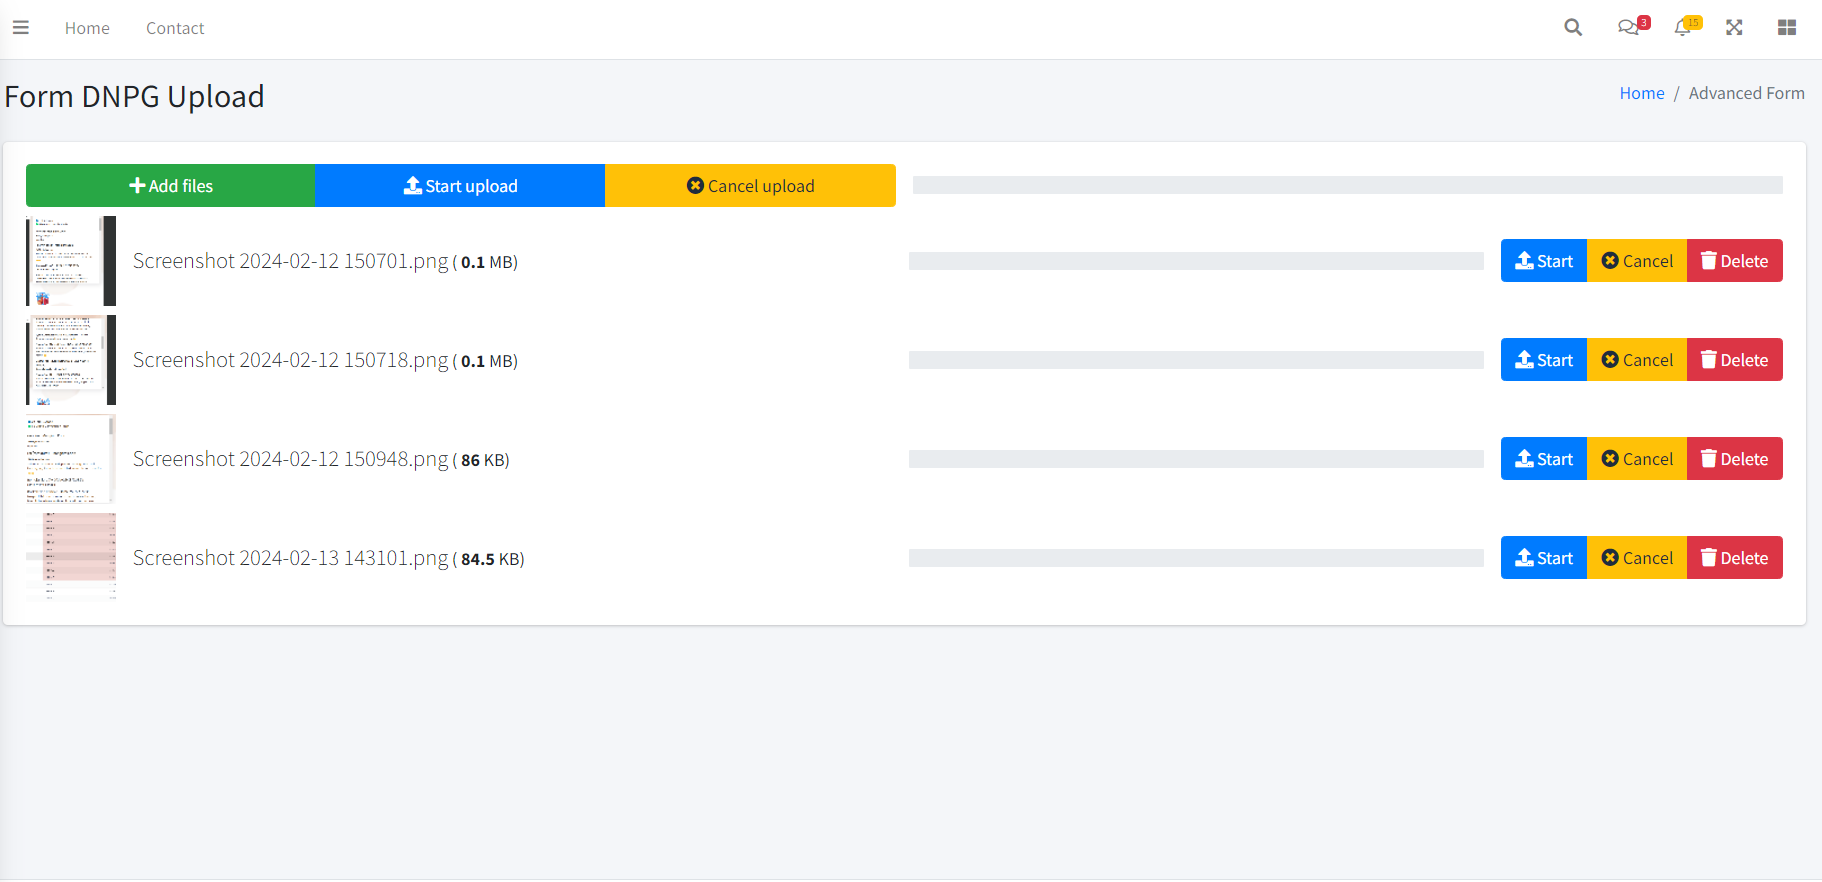 Home Contact 3 15
Form DNPG Upload
Home / Advanced Form
Add files Start upload Cancel upload
Screenshot 2024-02-12 150701.png ( 0.1 MB) Start Cancel Delete
Screenshot 2024-02-12 150718.png ( 0.1 MB) Start Cancel Delete
Screenshot 2024-02-12 150948.png ( 86 KB) Start Cancel Delete
Screenshot 2024-02-13 143101.png ( 84.5 KB) Start Cancel Delete